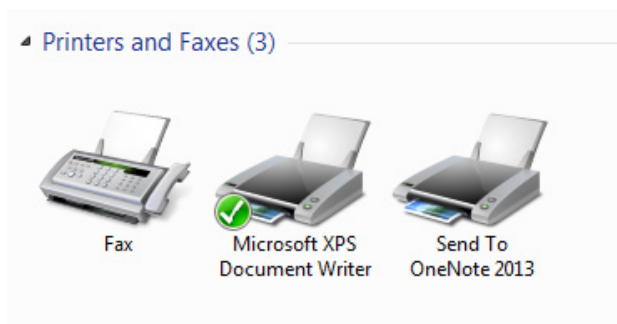 Printers and Faxes (3)
Fax
Microsoft XPS
Document Writer
Send To
OneNote 2013